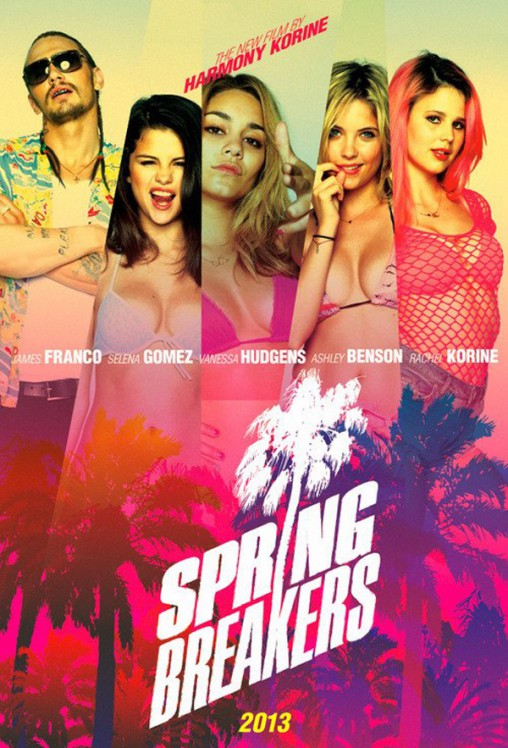 THE NEW FILM BY
HARMONY KORINE
JAMES FRANCO SELENA GOMEZ VANESSA HUDGENS ASHLEY BENSON RACHEL KORINE
SPRING
BREAKERS
2013